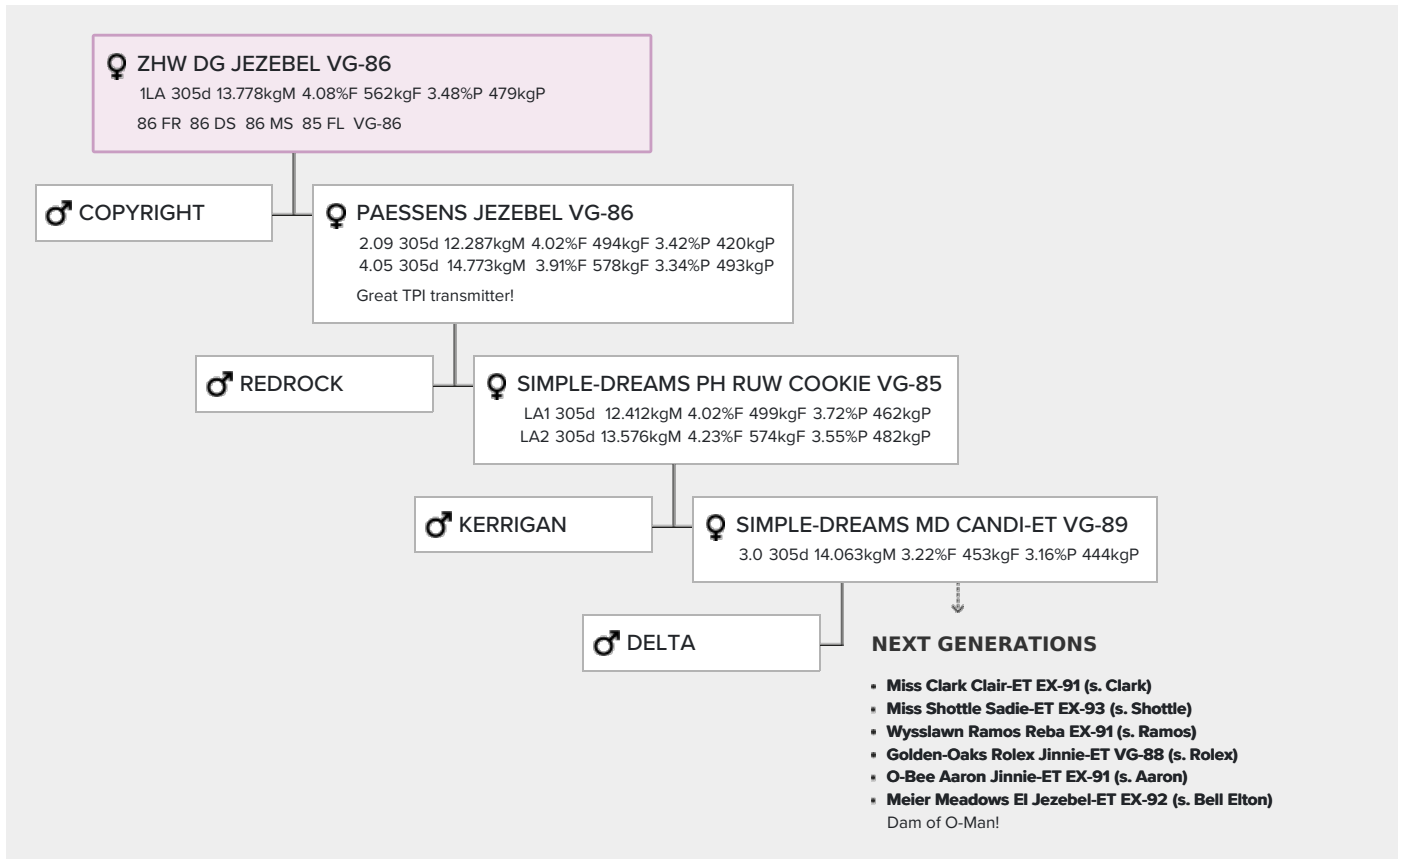 ZHW DG JEZEBEL VG-86
1LA 305d 13.778kgM 4.08%F 562kgF 3.48%P 479kgP
86 FR 86 DS 86 MS 85 FL VG-86
COPYRIGHT
PAESSENS JEZEBEL VG-86
2.09 305d 12.287kgM 4.02%F 494kgF 3.42%P 420kgP
4.05 305d 14.773kgM 3.91%F 578kgF 3.34%P 493kgP
Great TPI transmitter!
REDROCK
SIMPLE-DREAMS PH RUW COOKIE VG-85
LA1 305d 12.412kgM 4.02%F 499kgF 3.72%P 462kgP
LA2 305d 13.576kgM 4.23%F 574kgF 3.55%P 482kgP
KERRIGAN
SIMPLE-DREAMS MD CANDI-ET VG-89
3.0 305d 14.063kgM 3.22%F 453kgF 3.16%P 444kgP
DELTA
NEXT GENERATIONS
▪ Miss Clark Clair-ET EX-91 (s. Clark)
▪ Miss Shottle Sadie-ET EX-93 (s. Shottle)
▪ Wysslawn Ramos Reba EX-91 (s. Ramos)
▪ Golden-Oaks Rolex Jinnie-ET VG-88 (s. Rolex)
▪ O-Bee Aaron Jinnie-ET EX-91 (s. Aaron)
▪ Meier Meadows El Jezebel-ET EX-92 (s. Bell Elton)
Dam of O-Man!